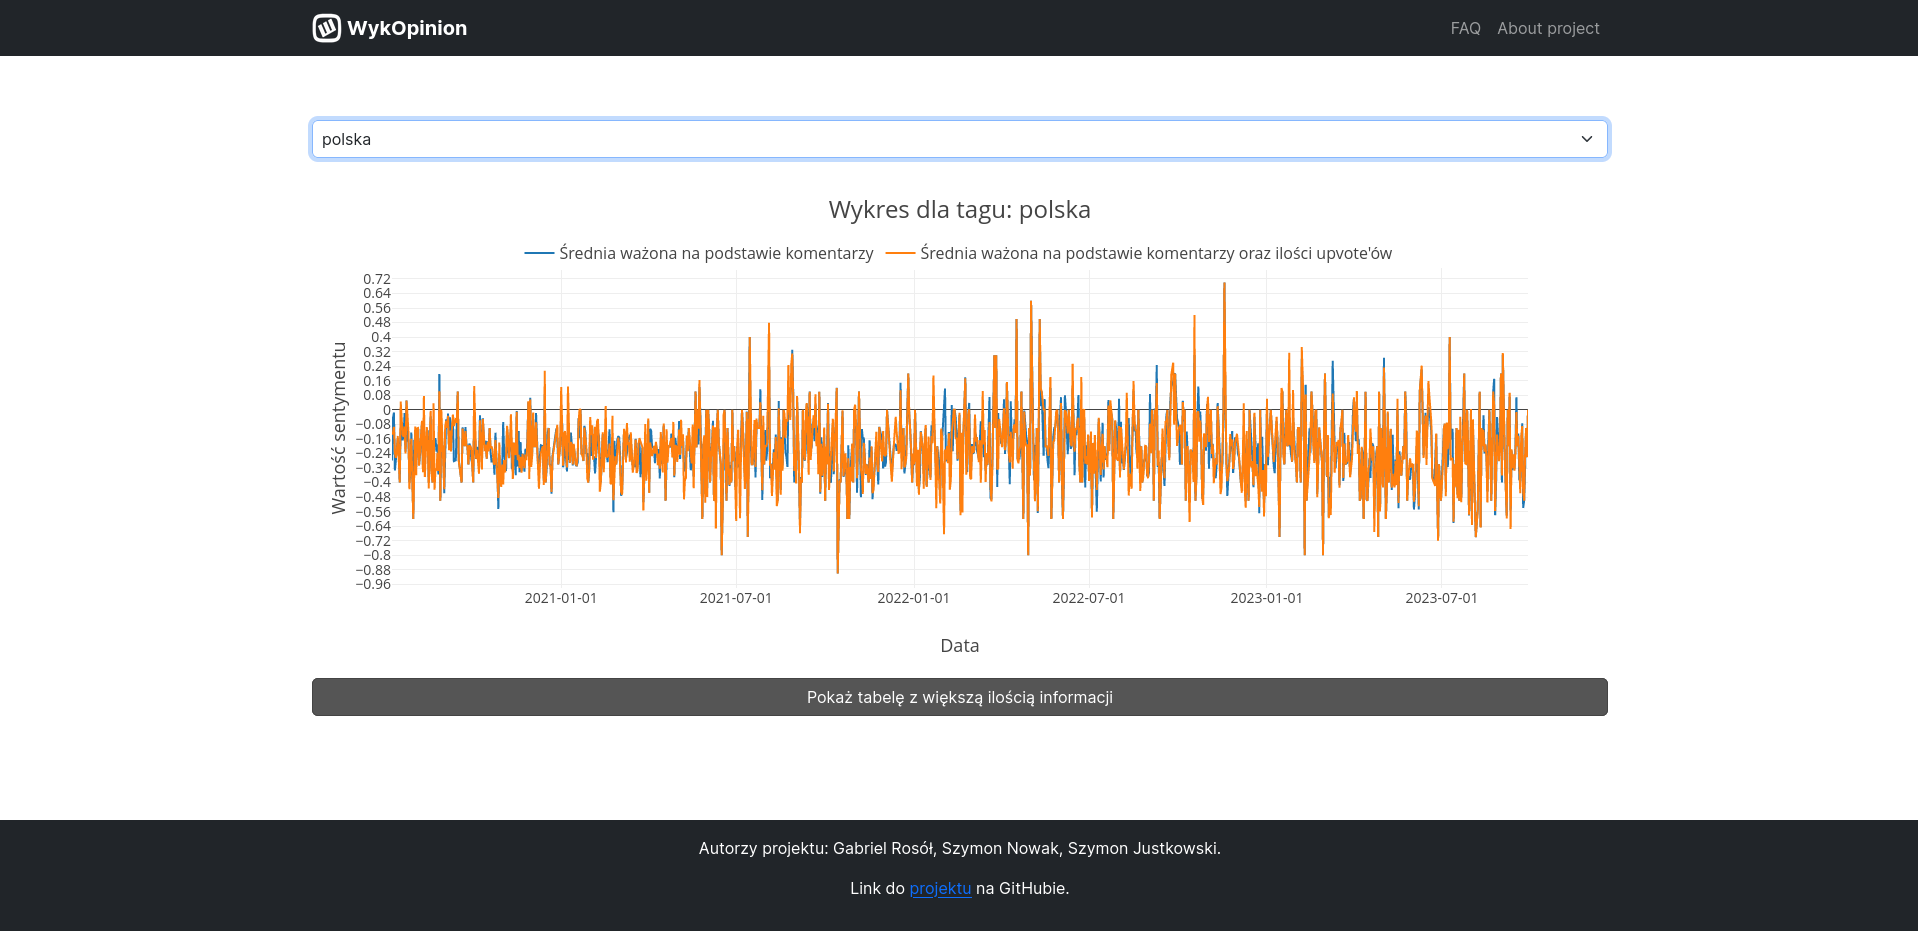 WykOpinion
FAQ About project
polska
Wykres dla tagu: polska
Średnia ważona na podstawie komentarzy Średnia ważona na podstawie komentarzy oraz ilości upvote'ów
0.72
0.64
0.56
0.48
0.4
0.32
0.24
0.16
0.08
0
−0.08
−0.16
−0.24
−0.32
−0.4
−0.48
−0.56
−0.64
−0.72
−0.8
−0.88
−0.96
Wartość sentymentu
2021-01-01 2021-07-01 2022-01-01 2022-07-01 2023-01-01 2023-07-01
Data
Pokaż tabelę z większą ilością informacji
Autorzy projektu: Gabriel Rosół, Szymon Nowak, Szymon Justkowski.
Link do projektu na GitHubie.